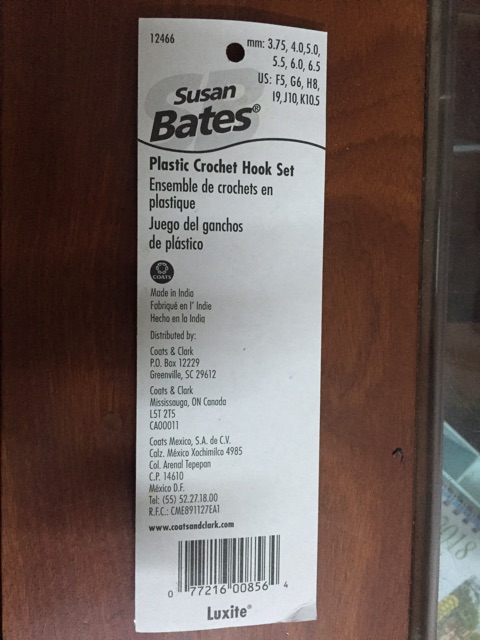 12466
mm: 3.75, 4.0,5.0,
5.5, 6.0, 6.5
US: F5, G6, H8,
I9,J10,K10.5
SB
Susan
Bates®
Plastic Crochet Hook Set
Ensemble de crochets en
plastique
Juego del ganchos
de plástico
COATS
Made in India
Fabriqué en l' Indie
Hecho en la India
Distributed by:
Coats & Clark
P.O. Box 12229
Greenville, SC 29612
Coats & Clark
Mississauga, ON Canada
L5T 2T5
CA00011
Coats Mexico, S.A. de C.V.
Calz. México Xochimilco 4985
Col. Arenal Tepepan
C.P. 14610
México D.F.
Tel: (55) 52.27.18.00
R.F.C.: CME891127EA1
www.coatsandclark.com
0 77216 00856 4
Luxite®
2018